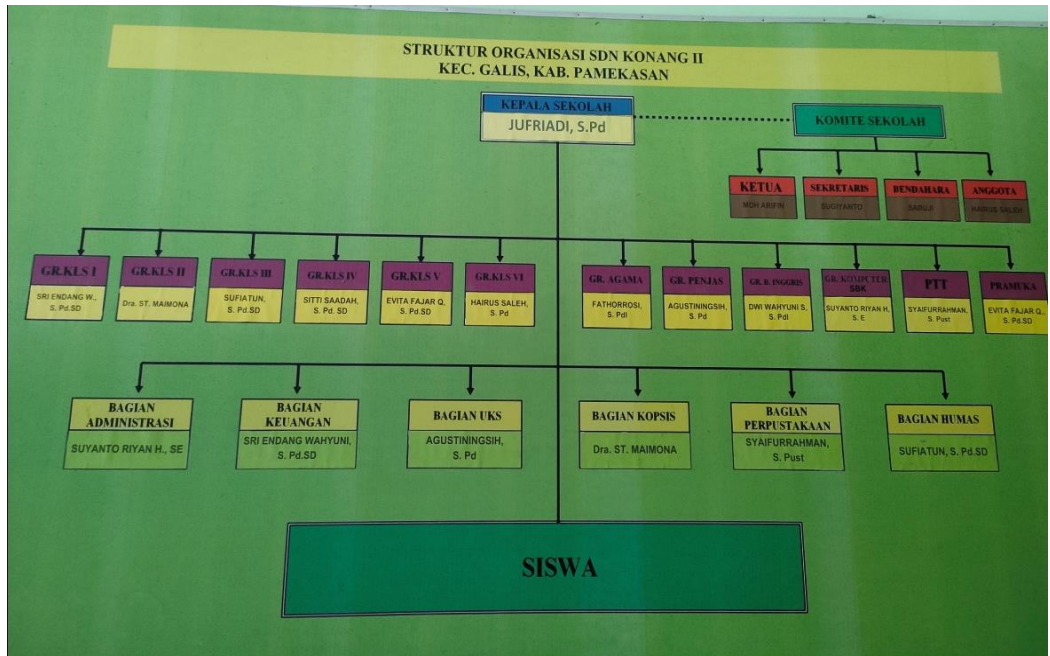 STRUKTUR ORGANISASI SDN KONANG II
KEC. GALIS, KAB. PAMEKASAN
KEPALA SEKOLAH
JUFRIADI, S.Pd
KOMITE SEKOLAH
KETUA
MOH ARIFIN
SEKRETARIS
SUGIYANTO
BENDAHARA
SARUJI
ANGGOTA
HAIRUS SALEH
GR.KLS I
SRI ENDANG W.,
S. Pd.SD
GR.KLS II
Dra. ST. MAIMONA
GR.KLS III
SUFIATUN,
S. Pd.SD
GR.KLS IV
SITTI SAADAH,
S. Pd. SD
GR.KLS V
EVITA FAJAR Q.
S. Pd.SD
GR.KLS VI
HAIRUS SALEH,
S. Pd
GR. AGAMA
FATHORROSI,
S. PdI
GR. PENJAS
AGUSTININGSIH,
S. Pd
GR. B. INGGRIS
DWI WAHYUNI S.
S. PdI
GR. KOMPUTER
SBK
SUYANTO RIYAN H.
S. E
PTT
SYAIFURRAHMAN,
S. Pust
PRAMUKA
EVITA FAJAR Q.,
S. Pd.SD
BAGIAN
ADMINISTRASI
SUYANTO RIYAN H., SE
BAGIAN
KEUANGAN
SRI ENDANG WAHYUNI,
S. Pd.SD
BAGIAN UKS
AGUSTININGSIH,
S. Pd
BAGIAN KOPSIS
Dra. ST. MAIMONA
BAGIAN
PERPUSTAKAAN
SYAIFURRAHMAN,
S. Pust
BAGIAN HUMAS
SUFIATUN, S. Pd.SD
SISWA